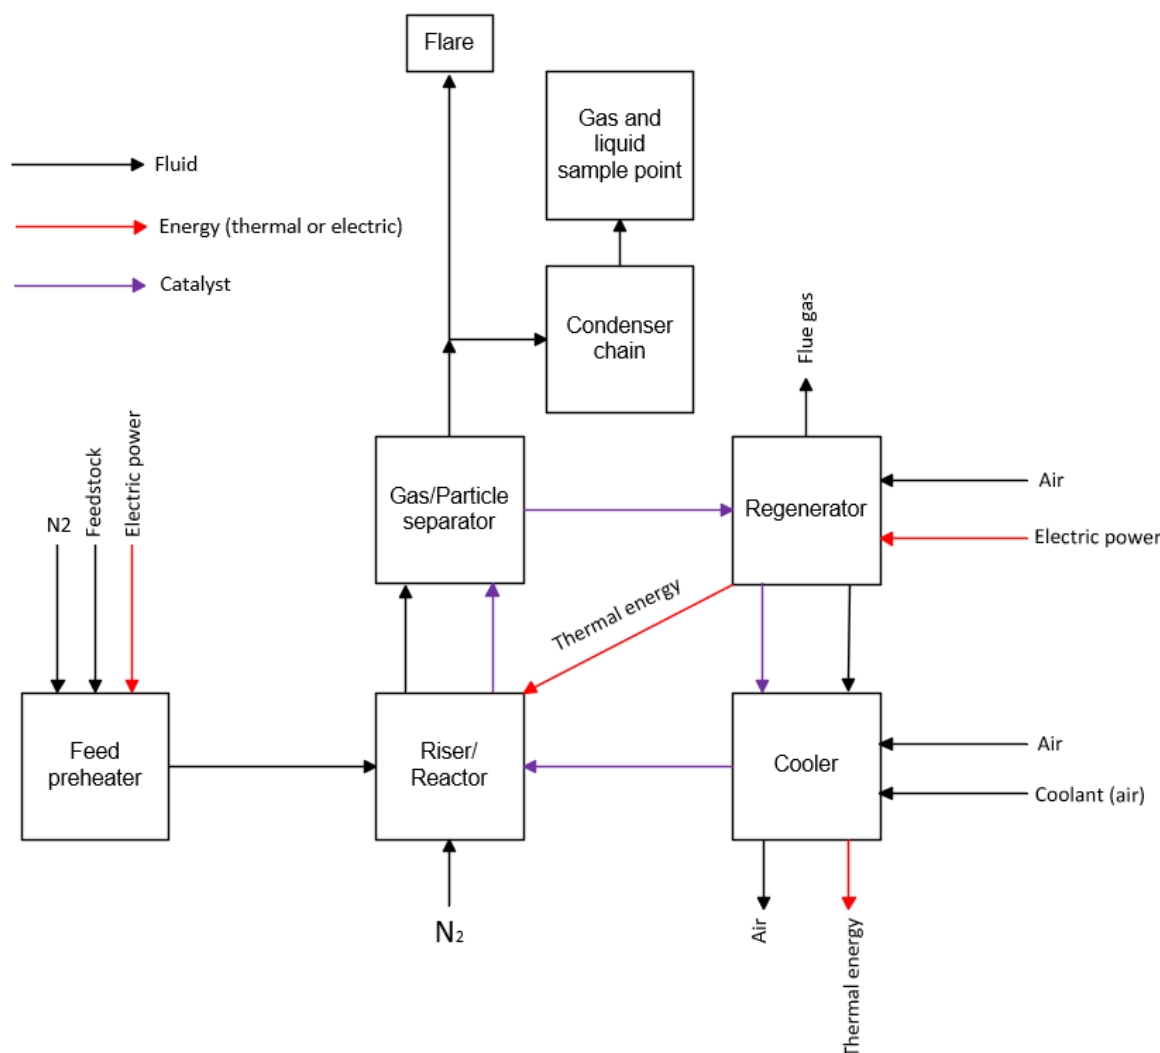 Flare
Gas and
liquid
sample point
Fluid
Energy (thermal or electric)
Catalyst
Condenser
chain
Flue gas
N2
Feedstock
Electric power
Gas/Particle
separator
Regenerator
Air
Electric power
Thermal energy
Feed
preheater
Riser/
Reactor
Cooler
Air
Coolant (air)
N₂
Air
Thermal energy